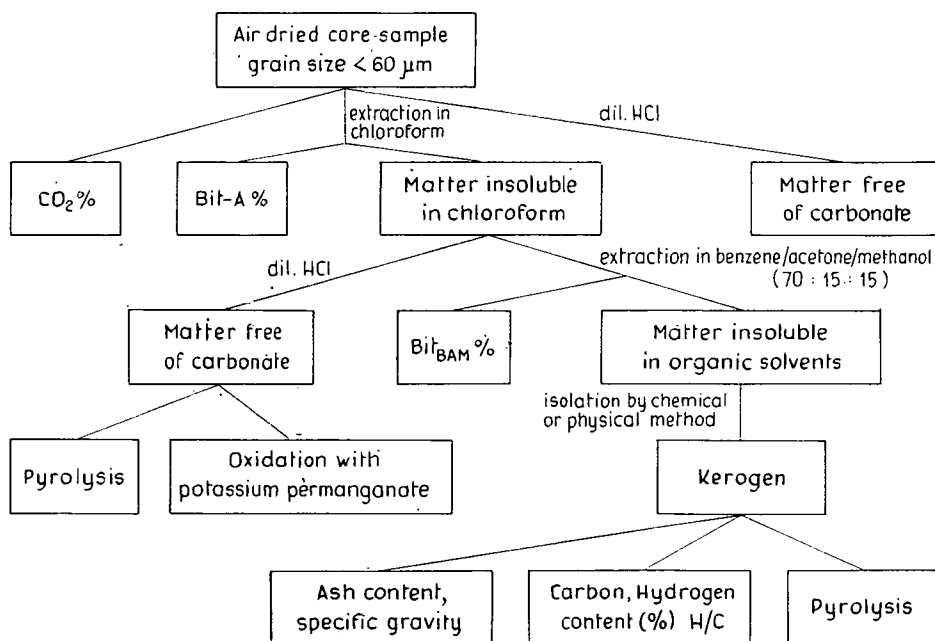 Air dried core sample
grain size < 60 µm
extraction in
chloroform
dil. HCl
CO₂ %
Bit-A %
Matter insoluble
in chloroform
Matter free
of carbonate
dil. HCl
extraction in benzene/acetone/methanol
(70 : 15 : 15)
Matter free
of carbonate
Bit_BAM %
Matter insoluble
in organic solvents
isolation by chemical
or physical method
Pyrolysis
Oxidation with
potassium permanganate
Kerogen
Ash content,
specific gravity
Carbon, Hydrogen
content (%) H/C
Pyrolysis